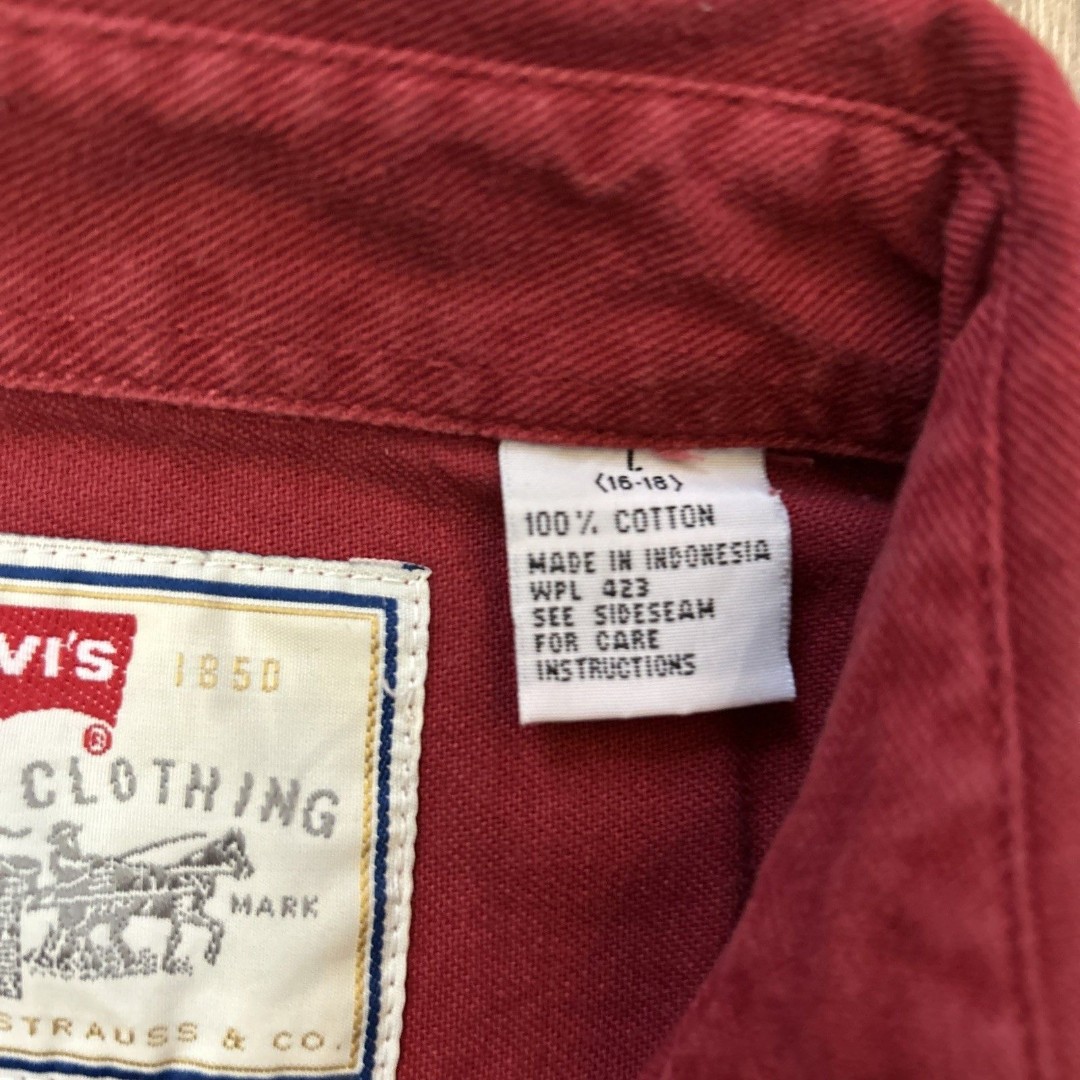 L
(16-16)
100% COTTON
MADE IN INDONESIA
WPL 423
SEE SIDESEAM
FOR CARE
INSTRUCTIONS
VI'S
®
1850
CLOTHING
MARK
STRAUSS & CO.